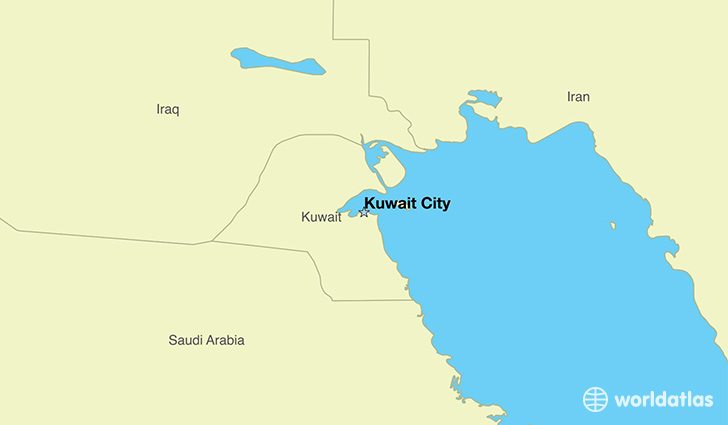 Iraq
Iran
Kuwait City
Kuwait
Saudi Arabia
worldatlas